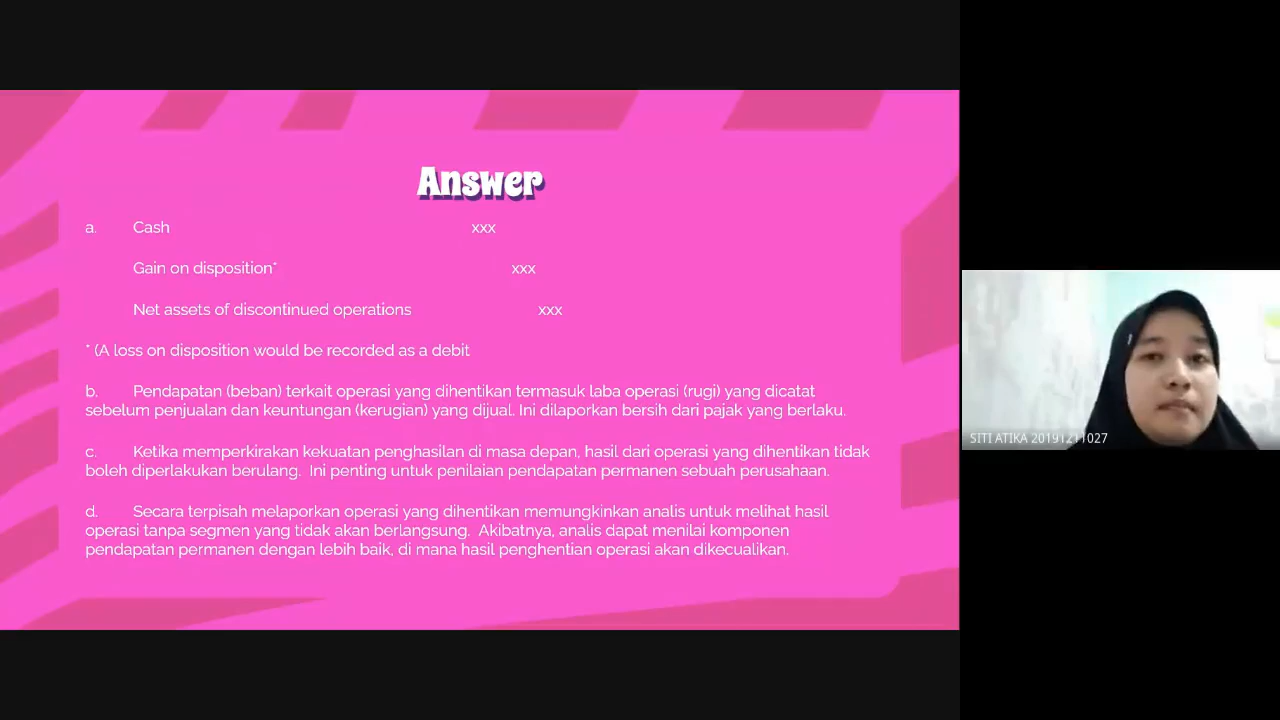 Answer
a. Cash xxx
Gain on disposition* xxx
Net assets of discontinued operations xxx
* (A loss on disposition would be recorded as a debit
b. Pendapatan (beban) terkait operasi yang dihentikan termasuk laba operasi (rugi) yang dicatat
sebelum penjualan dan keuntungan (kerugian) yang dijual. Ini dilaporkan bersih dari pajak yang berlaku.
c. Ketika memperkirakan kekuatan penghasilan di masa depan, hasil dari operasi yang dihentikan tidak
boleh diperlakukan berulang. Ini penting untuk penilaian pendapatan permanen sebuah perusahaan.
d. Secara terpisah melaporkan operasi yang dihentikan memungkinkan analis untuk melihat hasil
operasi tanpa segmen yang tidak akan berlangsung. Akibatnya, analis dapat menilai komponen
pendapatan permanen dengan lebih baik, di mana hasil penghentian operasi akan dikecualikan.
SITI ATIKA 20191211027